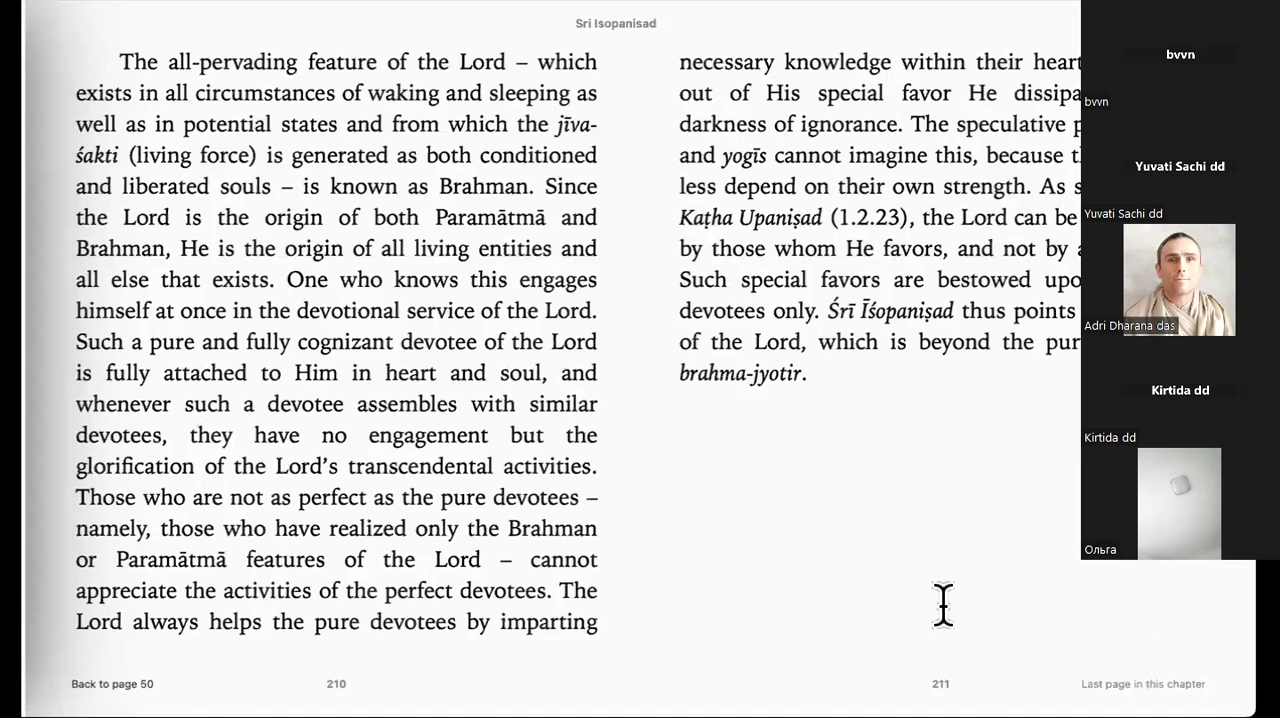 Sri Isopanisad
The all-pervading feature of the Lord – which
exists in all circumstances of waking and sleeping as
well as in potential states and from which the jīva-
śakti (living force) is generated as both conditioned
and liberated souls – is known as Brahman. Since
the Lord is the origin of both Paramātmā and
Brahman, He is the origin of all living entities and
all else that exists. One who knows this engages
himself at once in the devotional service of the Lord.
Such a pure and fully cognizant devotee of the Lord
is fully attached to Him in heart and soul, and
whenever such a devotee assembles with similar
devotees, they have no engagement but the
glorification of the Lord’s transcendental activities.
Those who are not as perfect as the pure devotees –
namely, those who have realized only the Brahman
or Paramātmā features of the Lord – cannot
appreciate the activities of the perfect devotees. The
Lord always helps the pure devotees by imparting
necessary knowledge within their heart
out of His special favor He dissipa
darkness of ignorance. The speculative p
and yogīs cannot imagine this, because t
less depend on their own strength. As s
Kaṭha Upaniṣad (1.2.23), the Lord can be
by those whom He favors, and not by a
Such special favors are bestowed upo
devotees only. Śrī Īśopaniṣad thus points
of the Lord, which is beyond the pur
brahma-jyotir.
Back to page 50
210
211
Last page in this chapter
bvvn
bvvn
Yuvati Sachi dd
Yuvati Sachi dd
Adri Dharana das
Kirtida dd
Kirtida dd
Ольга